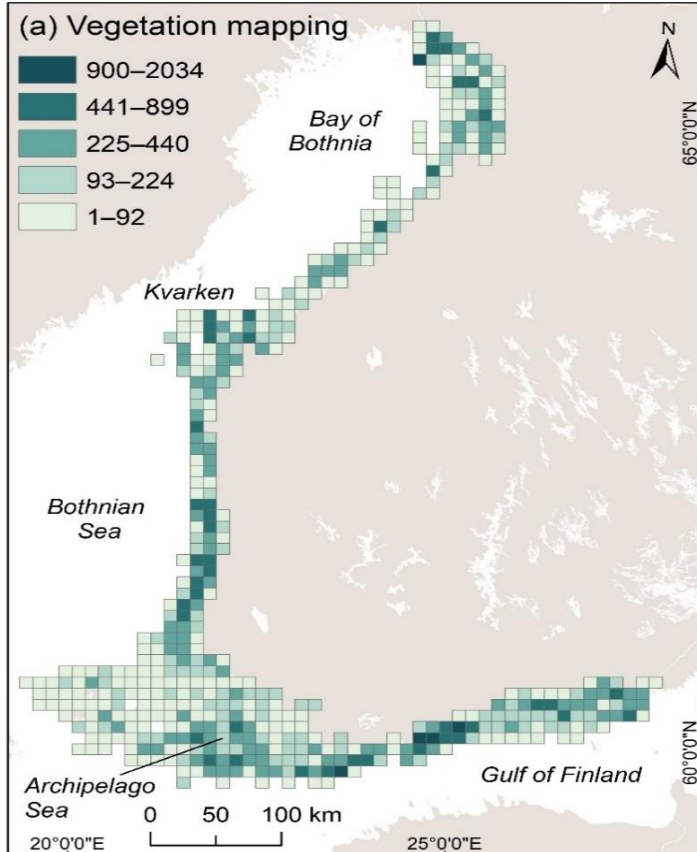 (a) Vegetation mapping
900–2034
441–899
225–440
93–224
1–92
N
Bay of
Bothnia
65°0'0"N
Kvarken
Bothnian
Sea
Archipelago
Sea
Gulf of Finland
60°0'0"N
0 50 100 km
20°0'0"E 25°0'0"E